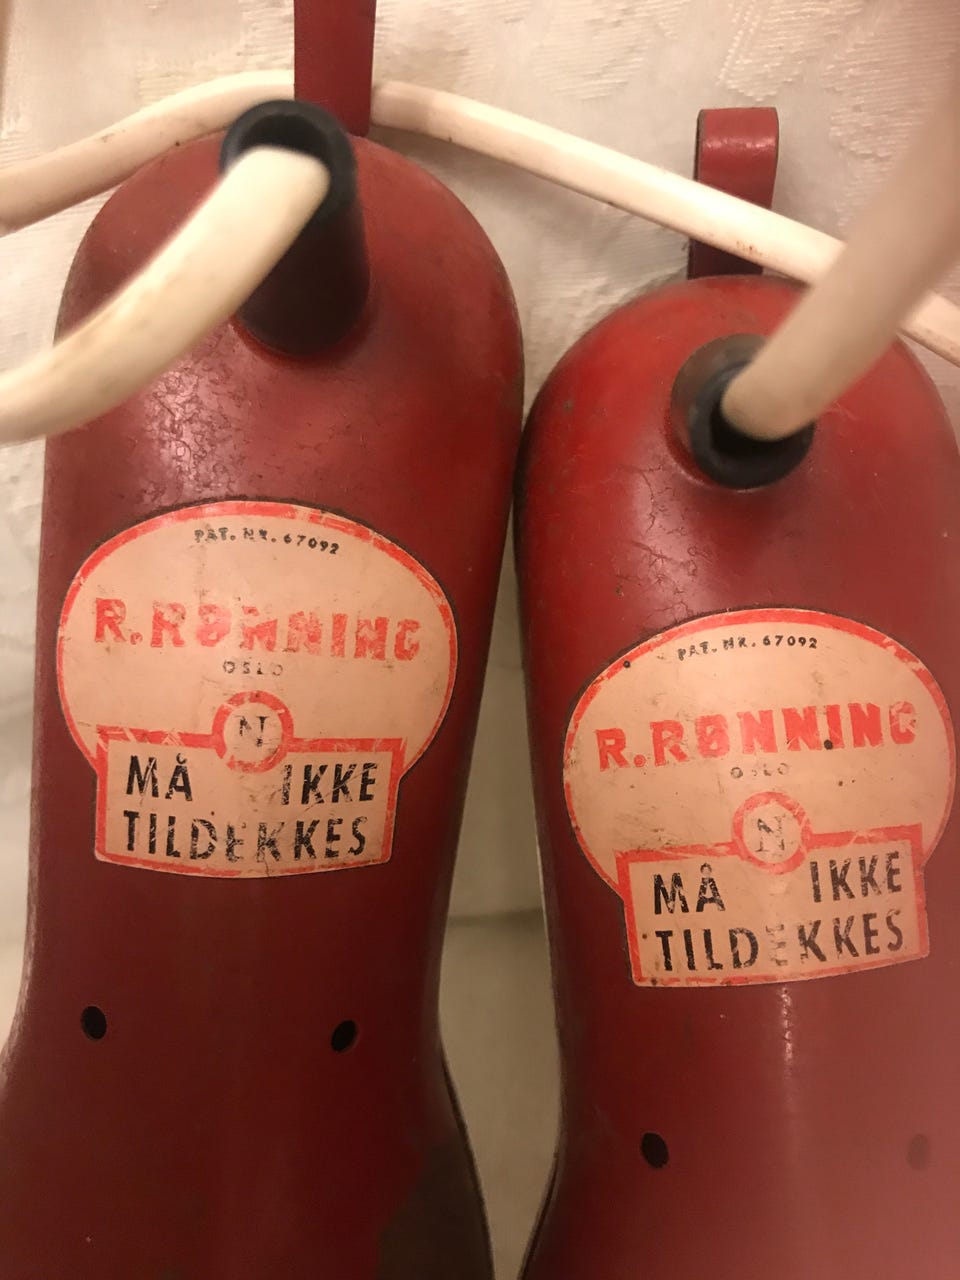 PAT. NR. 67092
R. RØNNING
OSLO
N
MÅ IKKE
TILDEKKES
PAT. NR. 67092
R. RØNNING
OSLO
N
MÅ IKKE
TILDEKKES